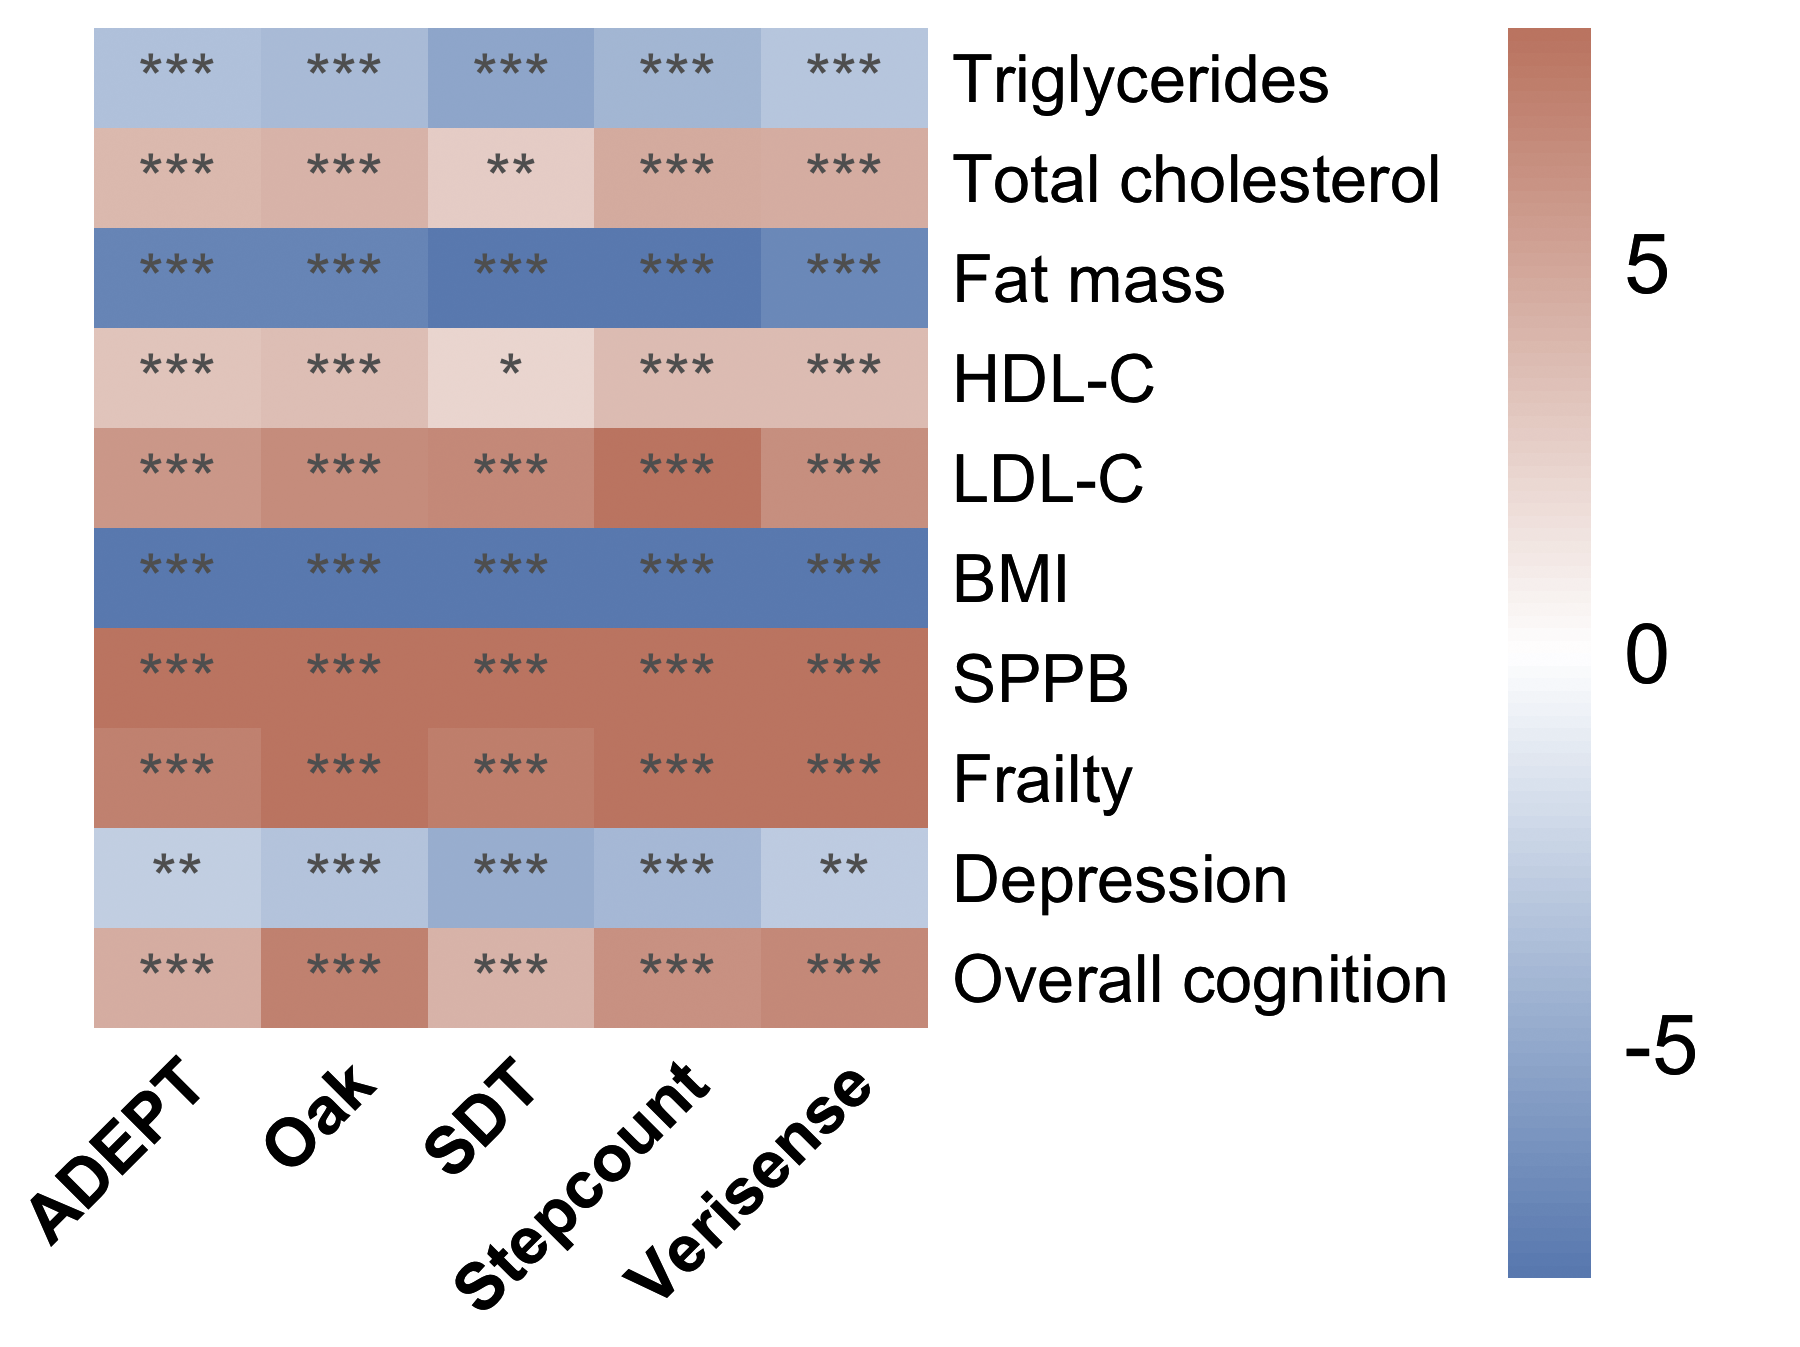 *** *** *** *** *** Triglycerides
*** *** ** *** *** Total cholesterol
*** *** *** *** *** Fat mass
*** *** * *** *** HDL-C
*** *** *** *** *** LDL-C
*** *** *** *** *** BMI
*** *** *** *** *** SPPB
*** *** *** *** *** Frailty
** *** *** *** ** Depression
*** *** *** *** *** Overall cognition
ADEPT
Oak
SDT
Stepcount
Verisense
5
0
-5